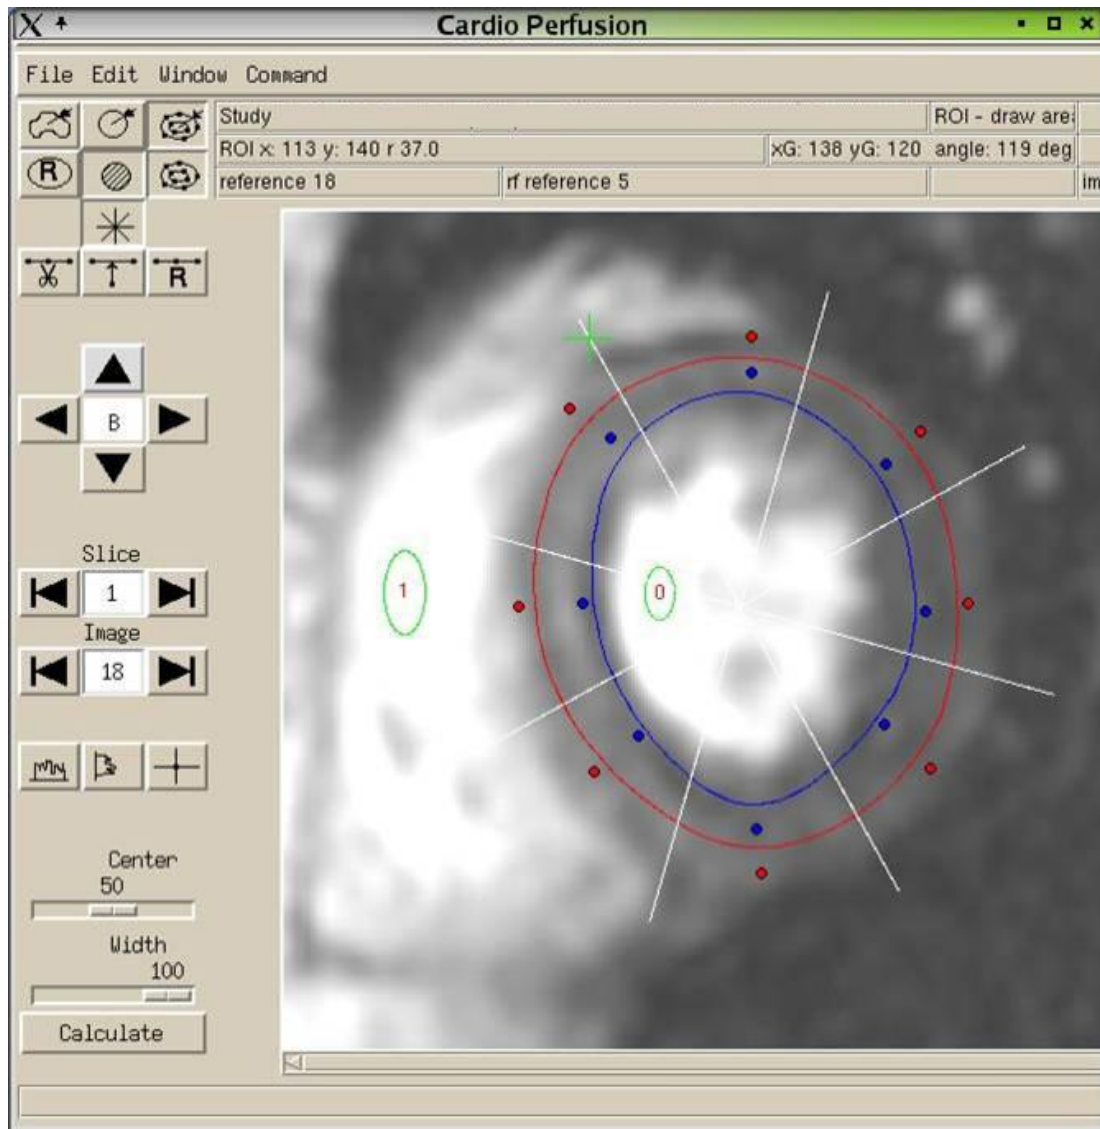 Cardio Perfusion
File Edit Window Command
Study
ROI - draw area
ROI x: 113 y: 140 r 37.0
xG: 138 yG: 120 angle: 119 deg
R
reference 18
rf reference 5
im
R
B
Slice
1
Image
18
1
0
Center
50
Width
100
Calculate